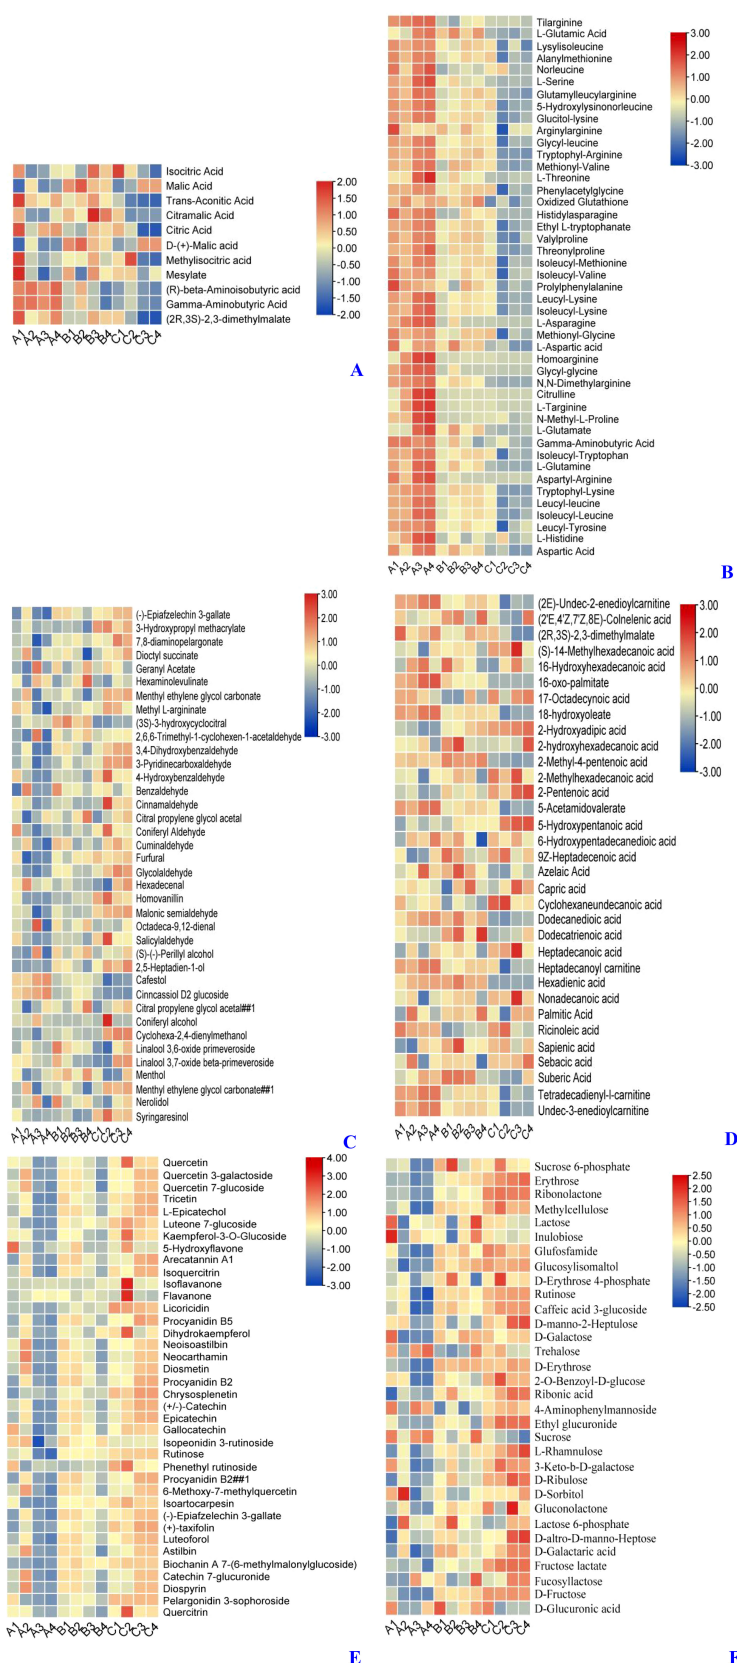 Isocitric Acid
Malic Acid
Trans-Aconitic Acid
Citramalic Acid
Citric Acid
D-(+)-Malic acid
Methylisocitric acid
Mesylate
(R)-beta-Aminoisobutyric acid
Gamma-Aminobutyric Acid
(2R,3S)-2,3-dimethylmalate
2.00
1.50
1.00
0.50
0.00
-0.50
-1.00
-1.50
-2.00
A1 A2 A3 A4 B1 B2 B3 B4 C1 C2 C3 C4
A
Tilarginine
L-Glutamic Acid
Lysylisoleucine
Alanylmethionine
Norleucine
L-Serine
Glutamylleucylarginine
5-Hydroxylysinonorleucine
Glucitol-lysine
Arginylarginine
Glycyl-leucine
Tryptophyl-Arginine
Methionyl-Valine
L-Threonine
Phenylacetylglycine
Oxidized Glutathione
Histidylasparagine
Ethyl L-tryptophanate
Valylproline
Threonylproline
Isoleucyl-Methionine
Isoleucyl-Valine
Prolylphenylalanine
Leucyl-Lysine
Isoleucyl-Lysine
L-Asparagine
Methionyl-Glycine
L-Aspartic acid
Homoarginine
Glycyl-glycine
N,N-Dimethylarginine
Citrulline
L-Targinine
N-Methyl-L-Proline
L-Glutamate
Gamma-Aminobutyric Acid
Isoleucyl-Tryptophan
L-Glutamine
Aspartyl-Arginine
Tryptophyl-Lysine
Leucyl-leucine
Isoleucyl-Leucine
Leucyl-Tyrosine
L-Histidine
Aspartic Acid
3.00
2.00
1.00
0.00
-1.00
-2.00
-3.00
A1 A2 A3 A4 B1 B2 B3 B4 C1 C2 C3 C4
B
(-)-Epiafzelechin 3-gallate
3-Hydroxypropyl methacrylate
7,8-diaminopelargonate
Dioctyl succinate
Geranyl Acetate
Hexaminolevulinate
Menthyl ethylene glycol carbonate
Methyl L-argininate
(3S)-3-hydroxycyclocitral
2,6,6-Trimethyl-1-cyclohexen-1-acetaldehyde
3,4-Dihydroxybenzaldehyde
3-Pyridinecarboxaldehyde
4-Hydroxybenzaldehyde
Benzaldehyde
Cinnamaldehyde
Citral propylene glycol acetal
Coniferyl Aldehyde
Cuminaldehyde
Furfural
Glycolaldehyde
Hexadecenal
Homovanillin
Malonic semialdehyde
Octadeca-9,12-dienal
Salicylaldehyde
(S)-(-)-Perillyl alcohol
2,5-Heptadien-1-ol
Cafestol
Cinncassiol D2 glucoside
Citral propylene glycol acetal##1
Coniferyl alcohol
Cyclohexa-2,4-dienylmethanol
Linalool 3,6-oxide primeveroside
Linalool 3,7-oxide beta-primeveroside
Menthol
Menthyl ethylene glycol carbonate##1
Nerolidol
Syringaresinol
3.00
2.00
1.00
0.00
-1.00
-2.00
-3.00
A1 A2 A3 A4 B1 B2 B3 B4 C1 C2 C3 C4
C
(2E)-Undec-2-enedioylcarnitine
(2'E,4'Z,7'Z,8E)-Colnelenic acid
(2R,3S)-2,3-dimethylmalate
(S)-14-Methylhexadecanoic acid
16-Hydroxyhexadecanoic acid
16-oxo-palmitate
17-Octadecynoic acid
18-hydroxyoleate
2-Hydroxyadipic acid
2-hydroxyhexadecanoic acid
2-Methyl-4-pentenoic acid
2-Methylhexadecanoic acid
2-Pentenoic acid
5-Acetamidovalerate
5-Hydroxypentanoic acid
6-Hydroxypentadecanedioic acid
9Z-Heptadecenoic acid
Azelaic Acid
Capric acid
Cyclohexaneundecanoic acid
Dodecanedioic acid
Dodecatrienoic acid
Heptadecanoic acid
Heptadecanoyl carnitine
Hexadienic acid
Nonadecanoic acid
Palmitic Acid
Ricinoleic acid
Sapienic acid
Sebacic acid
Suberic Acid
Tetradecadienyl-l-carnitine
Undec-3-enedioylcarnitine
3.00
2.00
1.00
0.00
-1.00
-2.00
-3.00
A1 A2 A3 A4 B1 B2 B3 B4 C1 C2 C3 C4
D
Quercetin
Quercetin 3-galactoside
Quercetin 7-glucoside
Tricetin
L-Epicatechol
Luteone 7-glucoside
Kaempferol-3-O-Glucoside
5-Hydroxyflavone
Arecatannin A1
Isoquercitrin
Isoflavanone
Flavanone
Licoricidin
Procyanidin B5
Dihydrokaempferol
Neoisoastilbin
Neocarthamin
Diosmetin
Procyanidin B2
Chrysosplenetin
(+/-)-Catechin
Epicatechin
Gallocatechin
Isopeonidin 3-rutinoside
Rutinose
Phenethyl rutinoside
Procyanidin B2##1
6-Methoxy-7-methylquercetin
Isoartocarpesin
(-)-Epiafzelechin 3-gallate
(+)-taxifolin
Luteoforol
Astilbin
Biochanin A 7-(6-methylmalonylglucoside)
Catechin 7-glucuronide
Diospyrin
Pelargonidin 3-sophoroside
Quercitrin
4.00
3.00
2.00
1.00
0.00
-1.00
-2.00
-3.00
A1 A2 A3 A4 B1 B2 B3 B4 C1 C2 C3 C4
E
Sucrose 6-phosphate
Erythrose
Ribonolactone
Methylcellulose
Lactose
Inulobiose
Glufosfamide
Glucosylisomaltol
D-Erythrose 4-phosphate
Rutinose
Caffeic acid 3-glucoside
D-manno-2-Heptulose
D-Galactose
Trehalose
D-Erythrose
2-O-Benzoyl-D-glucose
Ribonic acid
4-Aminophenylmannoside
Ethyl glucuronide
Sucrose
L-Rhamnulose
3-Keto-b-D-galactose
D-Ribulose
D-Sorbitol
Gluconolactone
Lactose 6-phosphate
D-altro-D-manno-Heptose
D-Galactaric acid
Fructose lactate
Fucosyllactose
D-Fructose
D-Glucuronic acid
2.50
2.00
1.50
1.00
0.50
0.00
-0.50
-1.00
-1.50
-2.00
-2.50
A1 A2 A3 A4 B1 B2 B3 B4 C1 C2 C3 C4
F